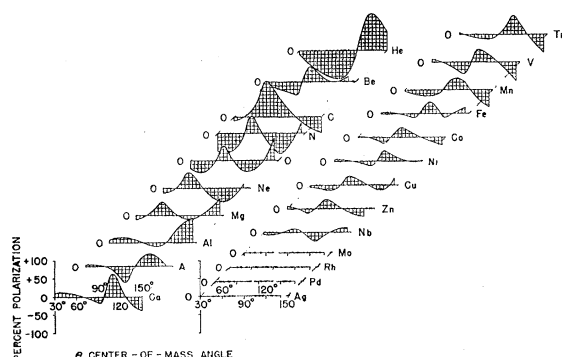 O He
O Be
O C
O N
O O
O Ne
O Mg
O Al
O A
O Ca
O V
O Mn
O Fe
O Co
O Ni
O Cu
O Zn
O Nb
O Mo
O Rh
O Pd
O Ag
PERCENT POLARIZATION
+100
+50
0
-50
-100
30° 60° 90° 120° 150°
30° 60° 90° 120° 150°
θ CENTER-OF-MASS ANGLE